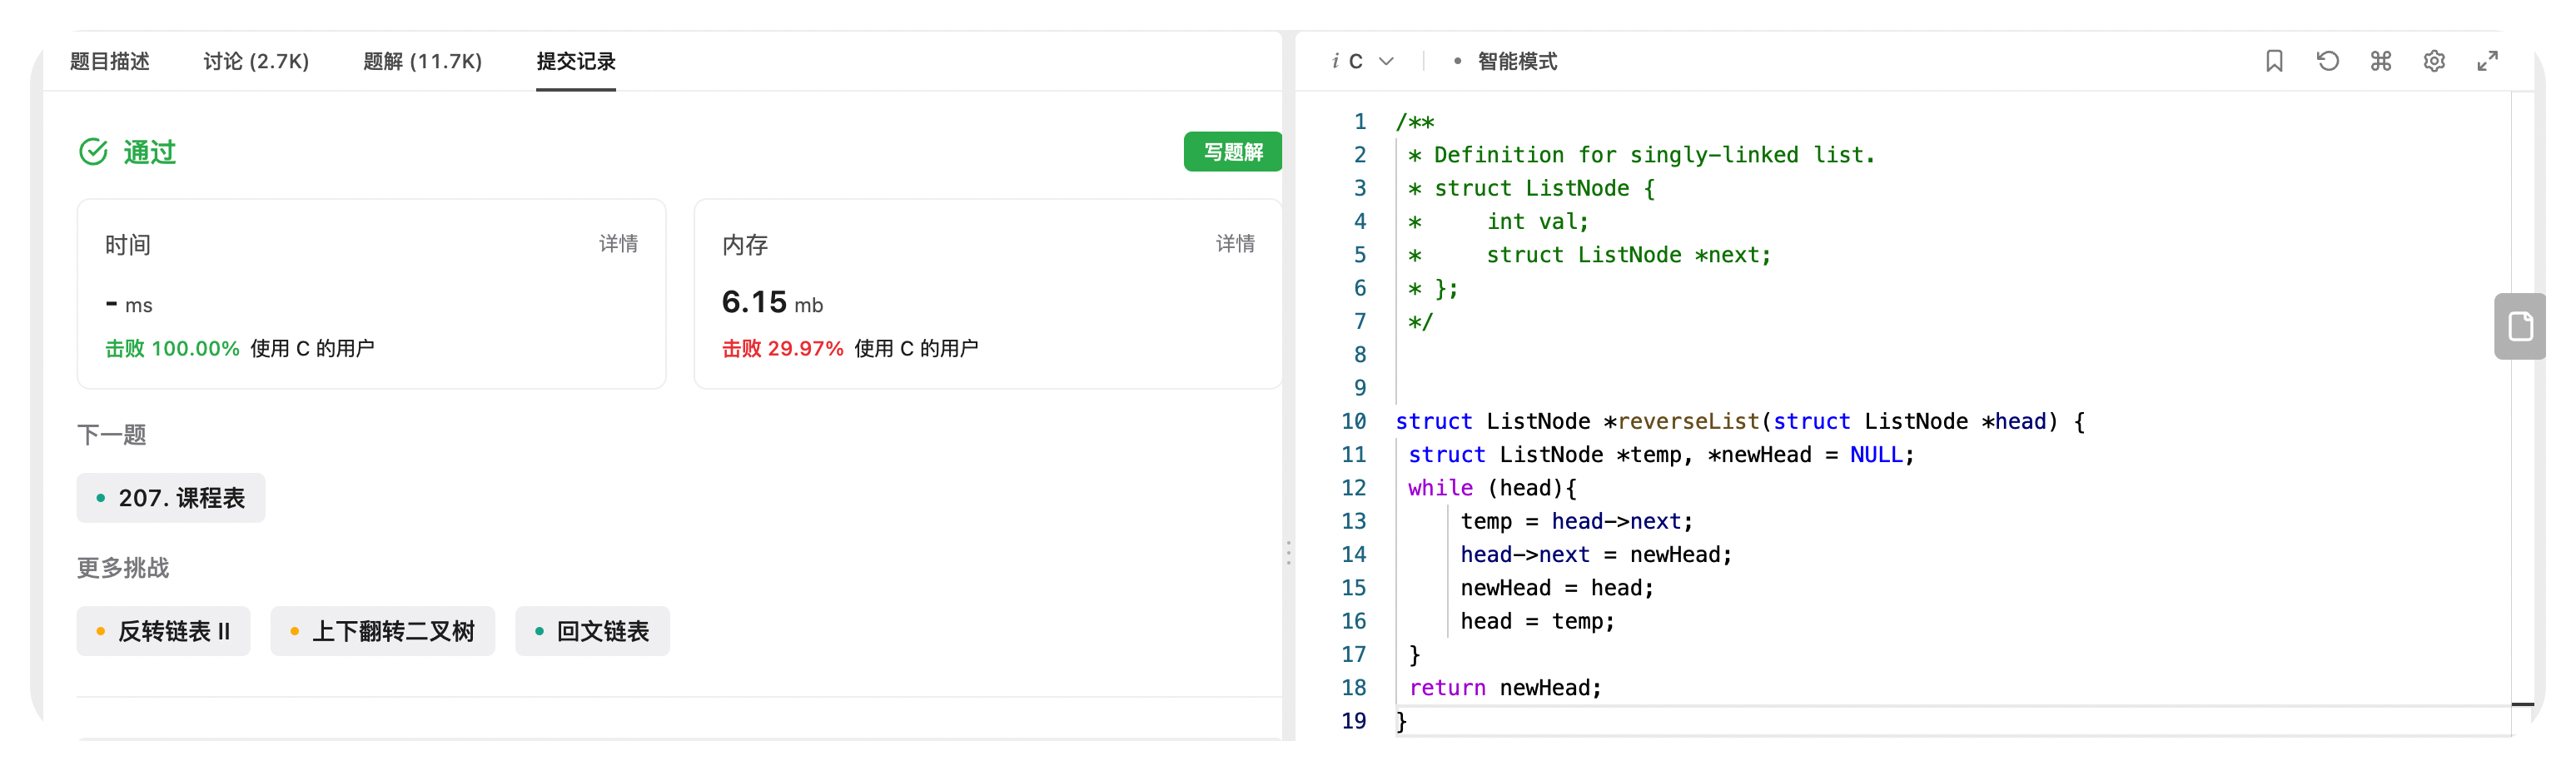 题目描述 讨论 (2.7K) 题解 (11.7K) 提交记录
通过
写题解
时间 详情
- ms
击败 100.00% 使用 C 的用户
内存 详情
6.15 mb
击败 29.97% 使用 C 的用户
下一题
207. 课程表
更多挑战
反转链表 II 上下翻转二叉树 回文链表
i C 智能模式
1 /**
2  * Definition for singly-linked list.
3  * struct ListNode {
4  *     int val;
5  *     struct ListNode *next;
6  * };
7  */
8
9
10 struct ListNode *reverseList(struct ListNode *head) {
11  struct ListNode *temp, *newHead = NULL;
12  while (head){
13      temp = head->next;
14      head->next = newHead;
15      newHead = head;
16      head = temp;
17  }
18  return newHead;
19 }